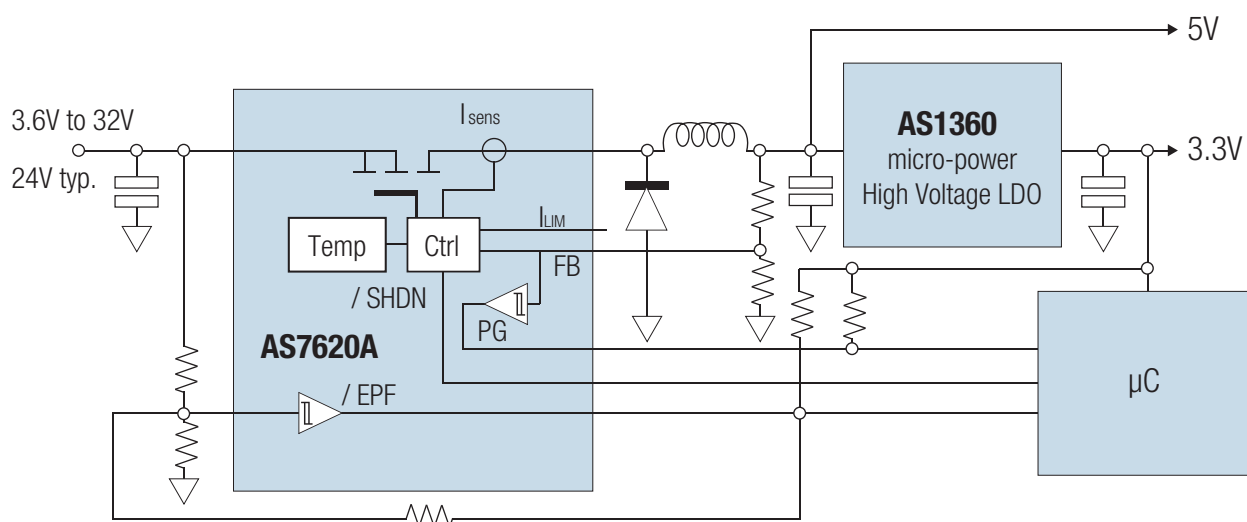 5V
3.6V to 32V
24V typ.
I sens
AS1360
micro-power
High Voltage LDO
3.3V
ILIM
Temp
Ctrl
FB
/ SHDN
PG
AS7620A
/ EPF
µC